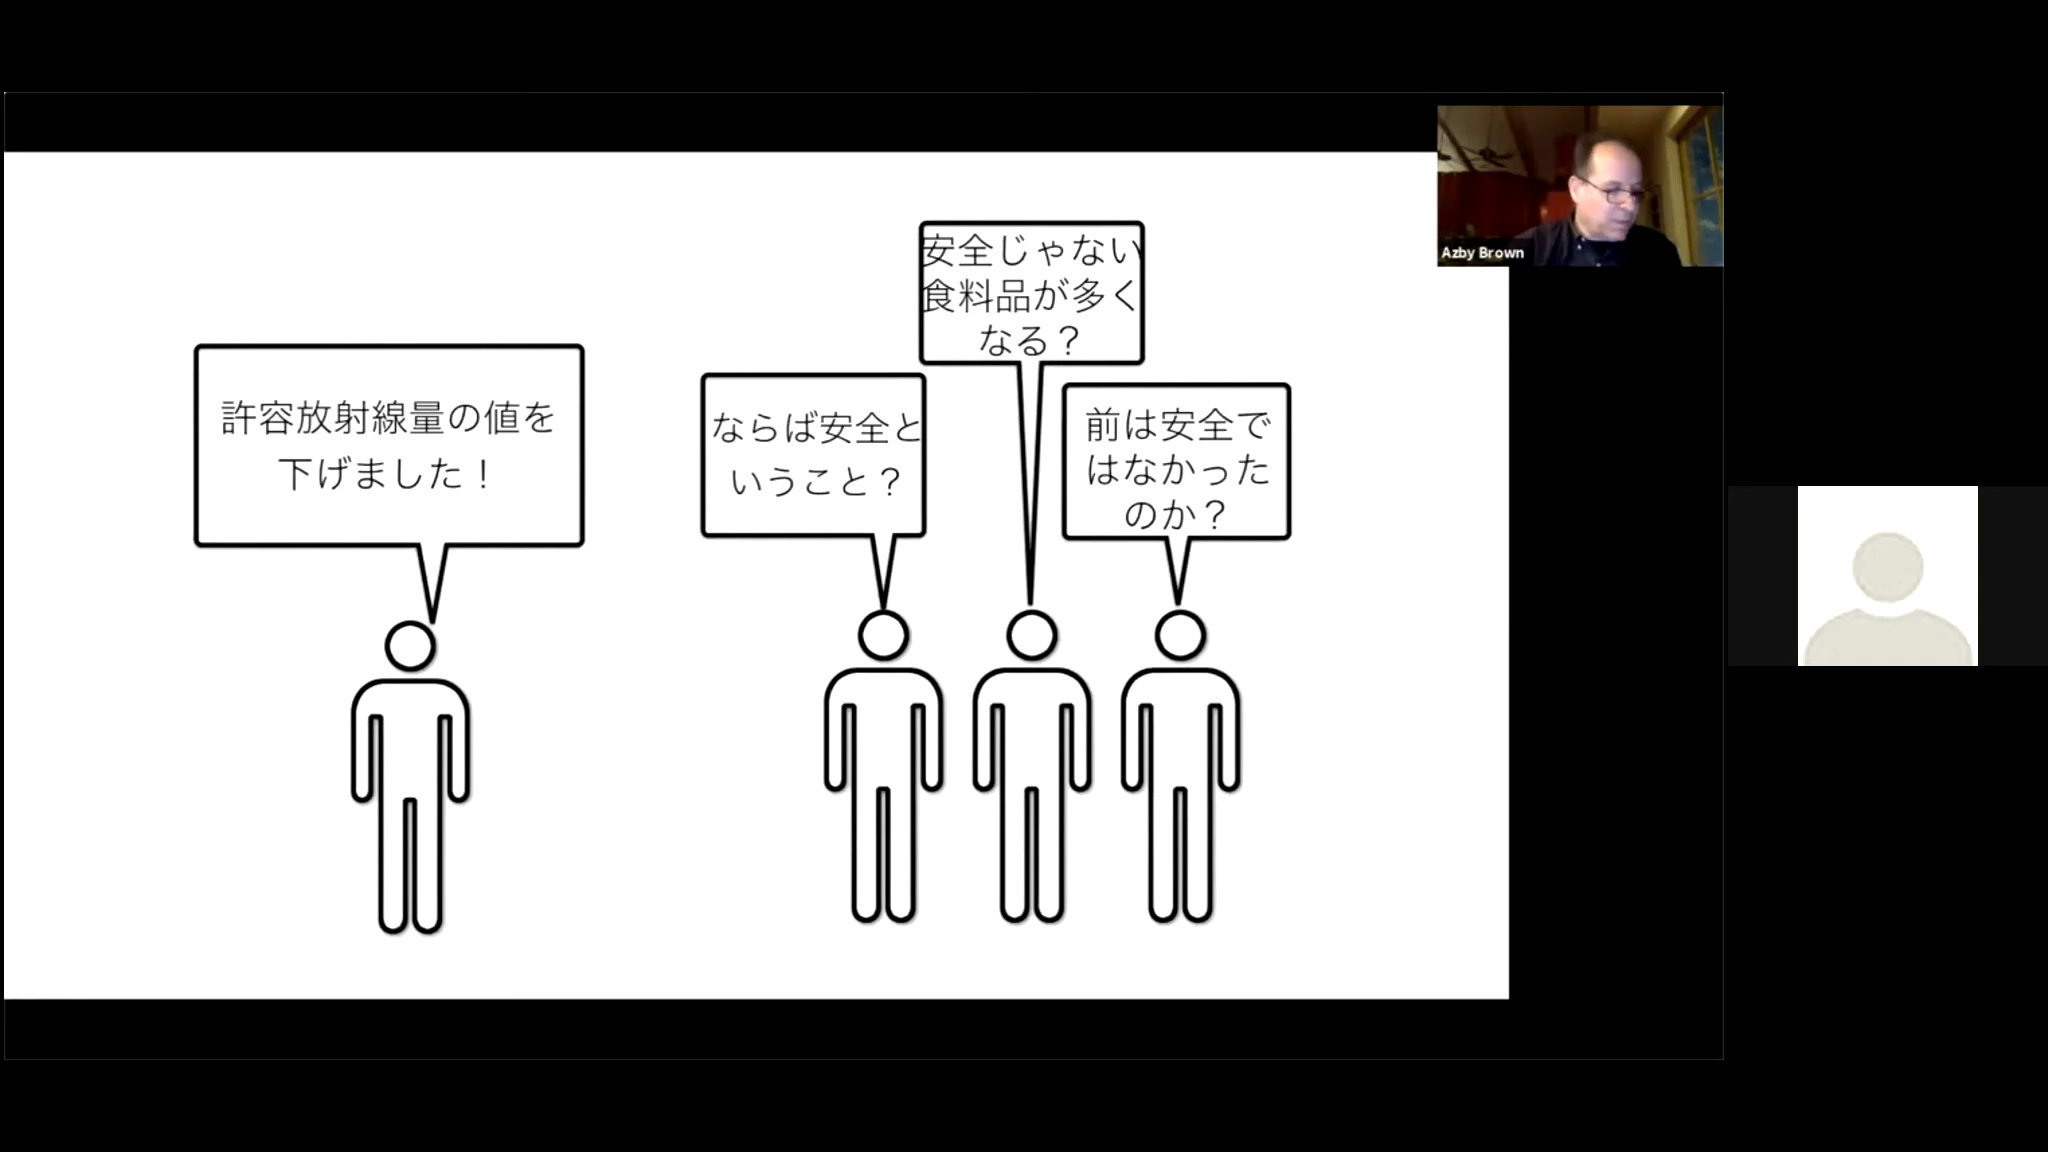 許容放射線量の値を
下げました！
ならば安全と
いうこと？
安全じゃない
食料品が多く
なる？
前は安全で
はなかった
のか？
Azby Brown